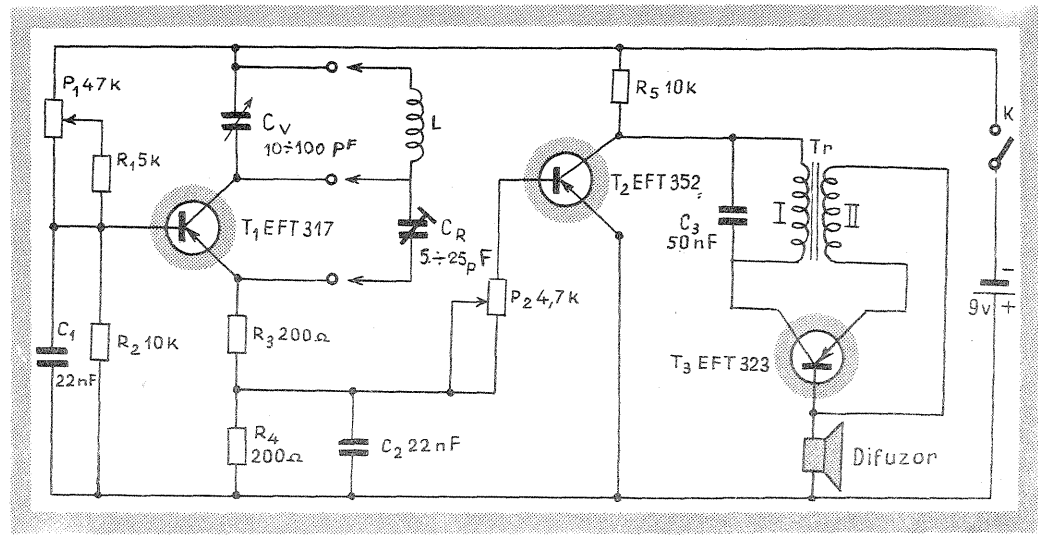 P₁ 47k
R₁ 5k
C₁
22nF
R₂ 10k
C_V
10÷100 pF
L
T₁ EFT 317
C_R
5÷25pF
R₃ 200Ω
R₄
200Ω
C₂ 22nF
P₂ 4,7k
R₅ 10k
T₂ EFT 352
C₃
50nF
Tr
I
II
T₃ EFT 323
Difuzor
K
9v
-
+